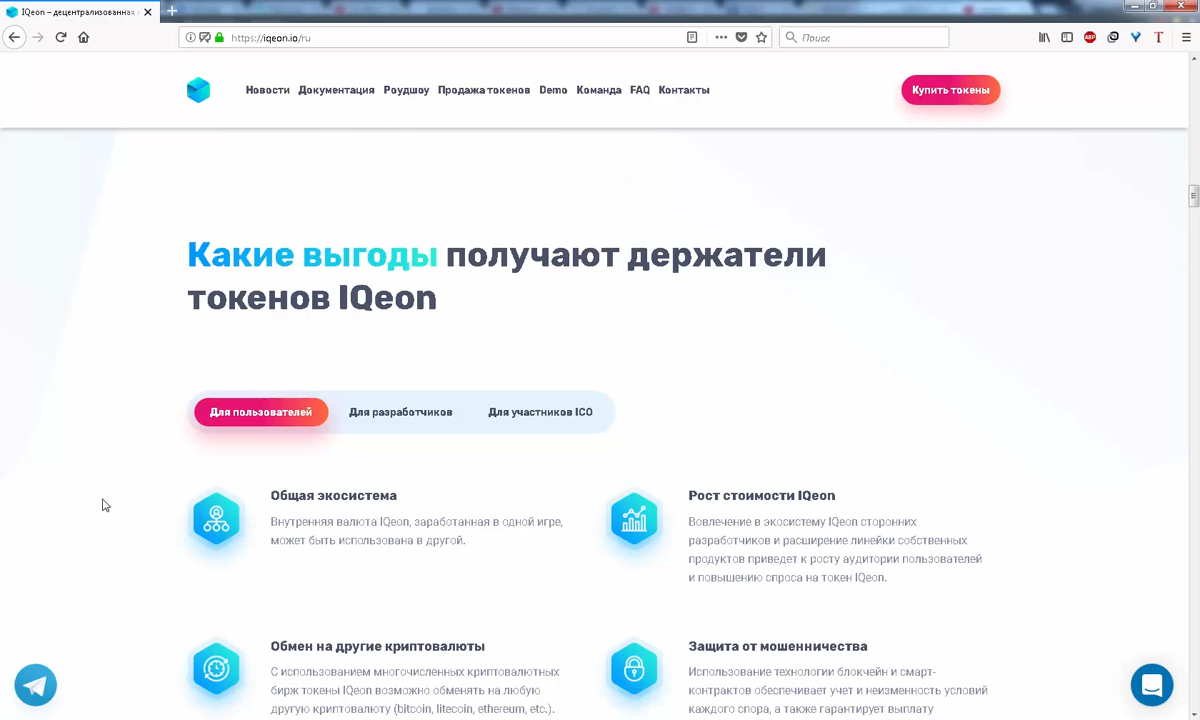 IQeon – децентрализованная
https://iqeon.io/ru
Поиск
ABP
Новости Документация Роудшоу Продажа токенов Demo Команда FAQ Контакты
Купить токены
Какие выгоды получают держатели
токенов IQeon
Для пользователей Для разработчиков Для участников ICO
Общая экосистема
Внутренняя валюта IQeon, заработанная в одной игре,
может быть использована в другой.
Рост стоимости IQeon
Вовлечение в экосистему IQeon сторонних
разработчиков и расширение линейки собственных
продуктов приведет к росту аудитории пользователей
и повышению спроса на токен IQeon.
Обмен на другие криптовалюты
С использованием многочисленных криптовалютных
бирж токены IQeon возможно обменять на любую
другую криптовалюту (bitcoin, litecoin, ethereum, etc.).
Защита от мошенничества
Использование технологии блокчейн и смарт-
контрактов обеспечивает учет и неизменность условий
каждого спора, а также гарантирует выплату